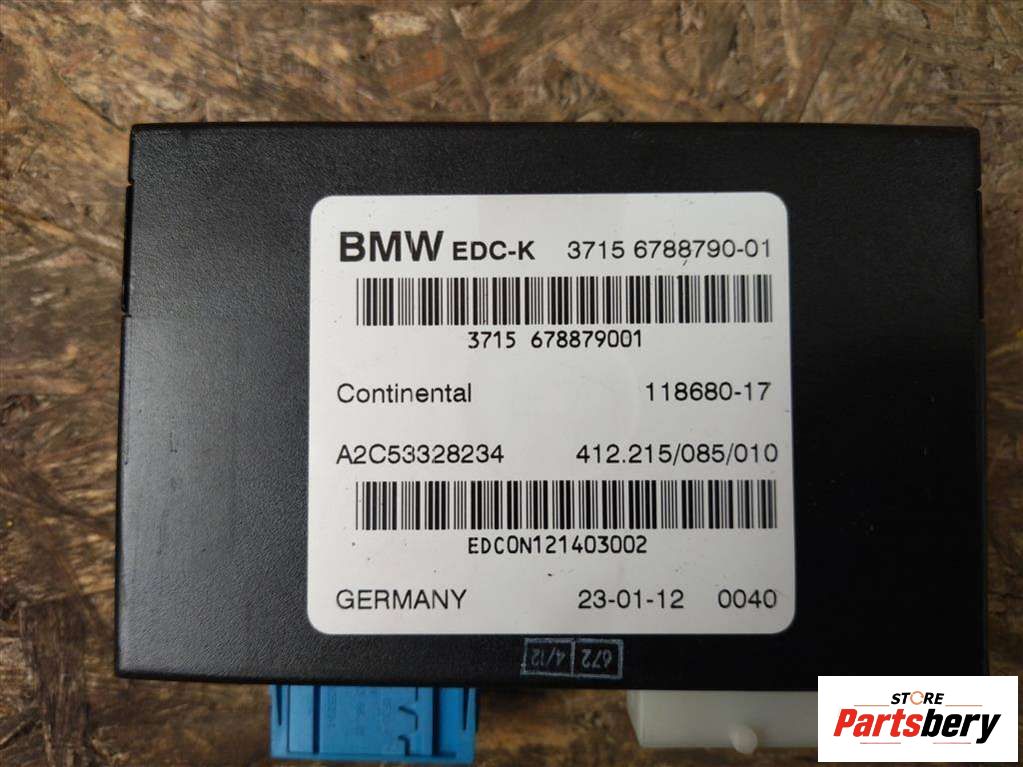 BMW EDC-K 3715 6788790-01
3715 678879001
Continental 118680-17
A2C53328234 412.215/085/010
EDCON121403002
GERMANY 23-01-12 0040
672 4/12
STORE
Partsbery